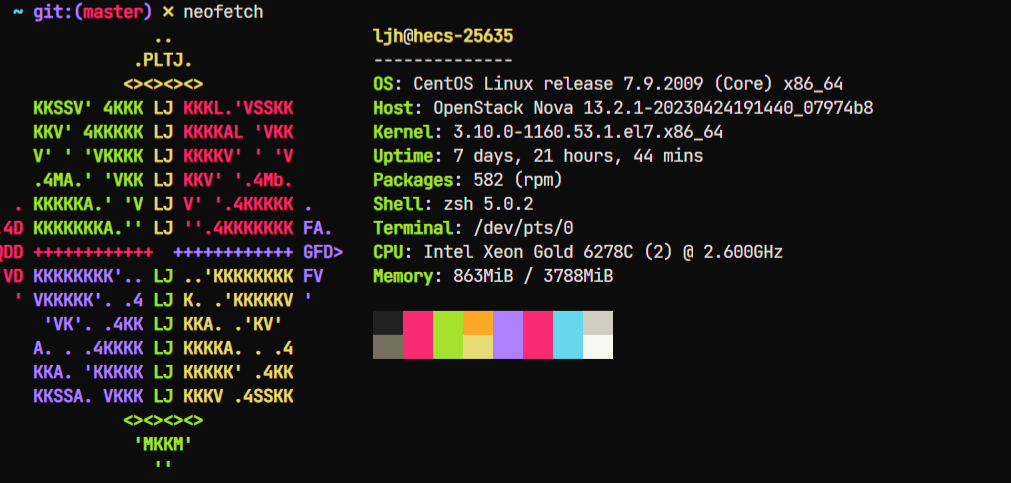 ~ git:(master) × neofetch
..
.PLTJ.
<><><><>
KKSSV' 4KKK LJ KKKL.'VSSKK
KKV' 4KKKKK LJ KKKKAL 'VKK
V' ' 'VKKKK LJ KKKKV' ' 'V
.4MA.' 'VKK LJ KKV' '.4Mb.
. KKKKKA.' 'V LJ V' '.4KKKKK .
.4D KKKKKKKA.'' LJ ''.4KKKKKKK FA.
QDD ++++++++++++ ++++++++++++ GFD>
'VD KKKKKKKK'.. LJ ..'KKKKKKKK FV
' VKKKKK'. .4 LJ K. .'KKKKKV '
'VK'. .4KK LJ KKA. .'KV'
A. . .4KKKK LJ KKKKA. . .4
KKA. 'KKKKK LJ KKKKK' .4KK
KKSSA. VKKK LJ KKKV .4SSKK
<><><><>
'MKKM'
''
ljh@hecs-25635
--------------
OS: CentOS Linux release 7.9.2009 (Core) x86_64
Host: OpenStack Nova 13.2.1-20230424191440_07974b8
Kernel: 3.10.0-1160.53.1.el7.x86_64
Uptime: 7 days, 21 hours, 44 mins
Packages: 582 (rpm)
Shell: zsh 5.0.2
Terminal: /dev/pts/0
CPU: Intel Xeon Gold 6278C (2) @ 2.600GHz
Memory: 863MiB / 3788MiB